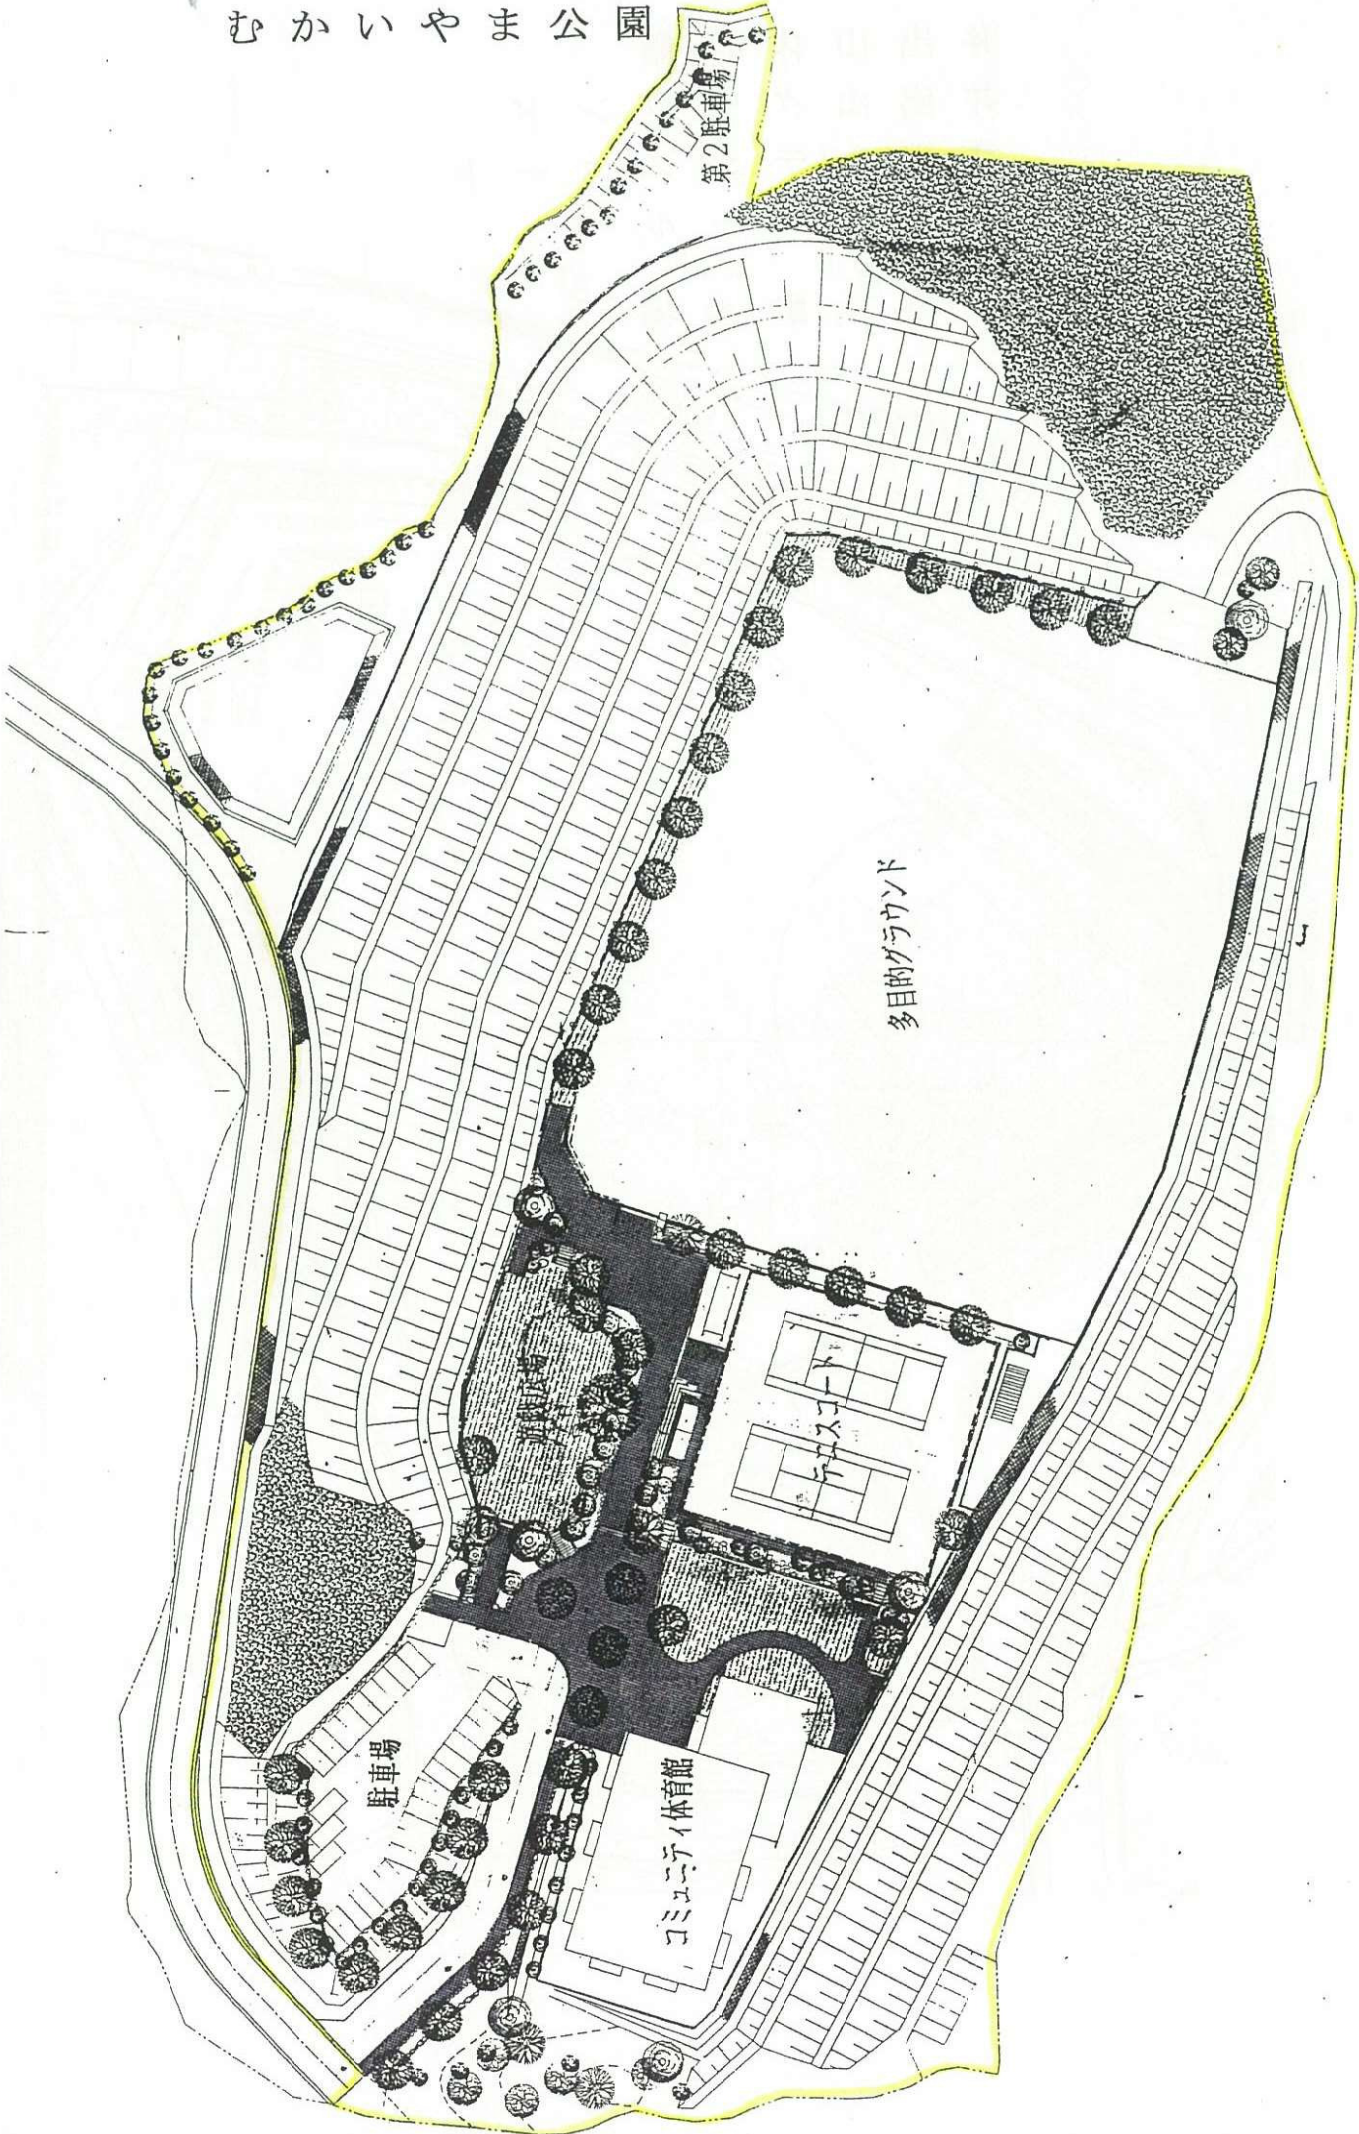 むかいやま公園
第2駐車場
多目的グラウンド
テニスコート
駐車場
コミュニティ体育館